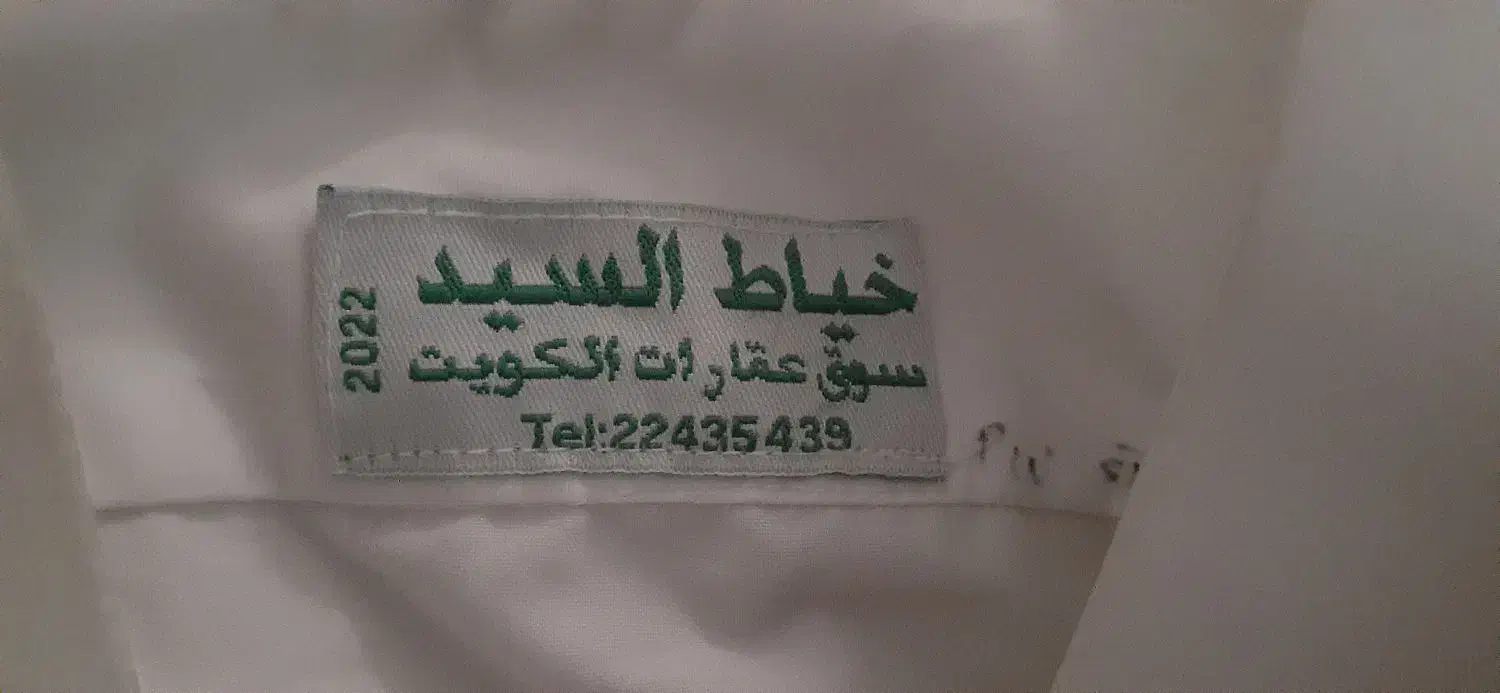 خياط السيد
سوق عقارات الكويت
Tel:22435439
2022